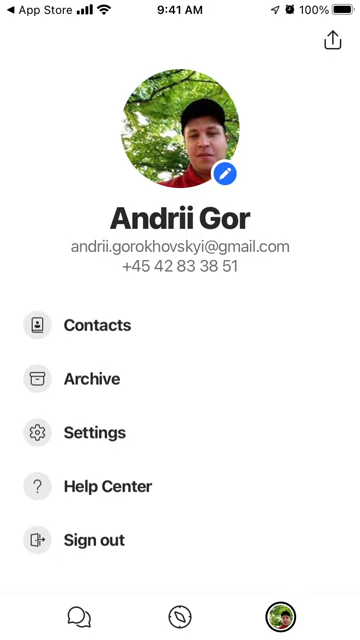 App Store 9:41 AM 100%
Andrii Gor
andrii.gorokhovskyi@gmail.com
+45 42 83 38 51
Contacts
Archive
Settings
Help Center
Sign out